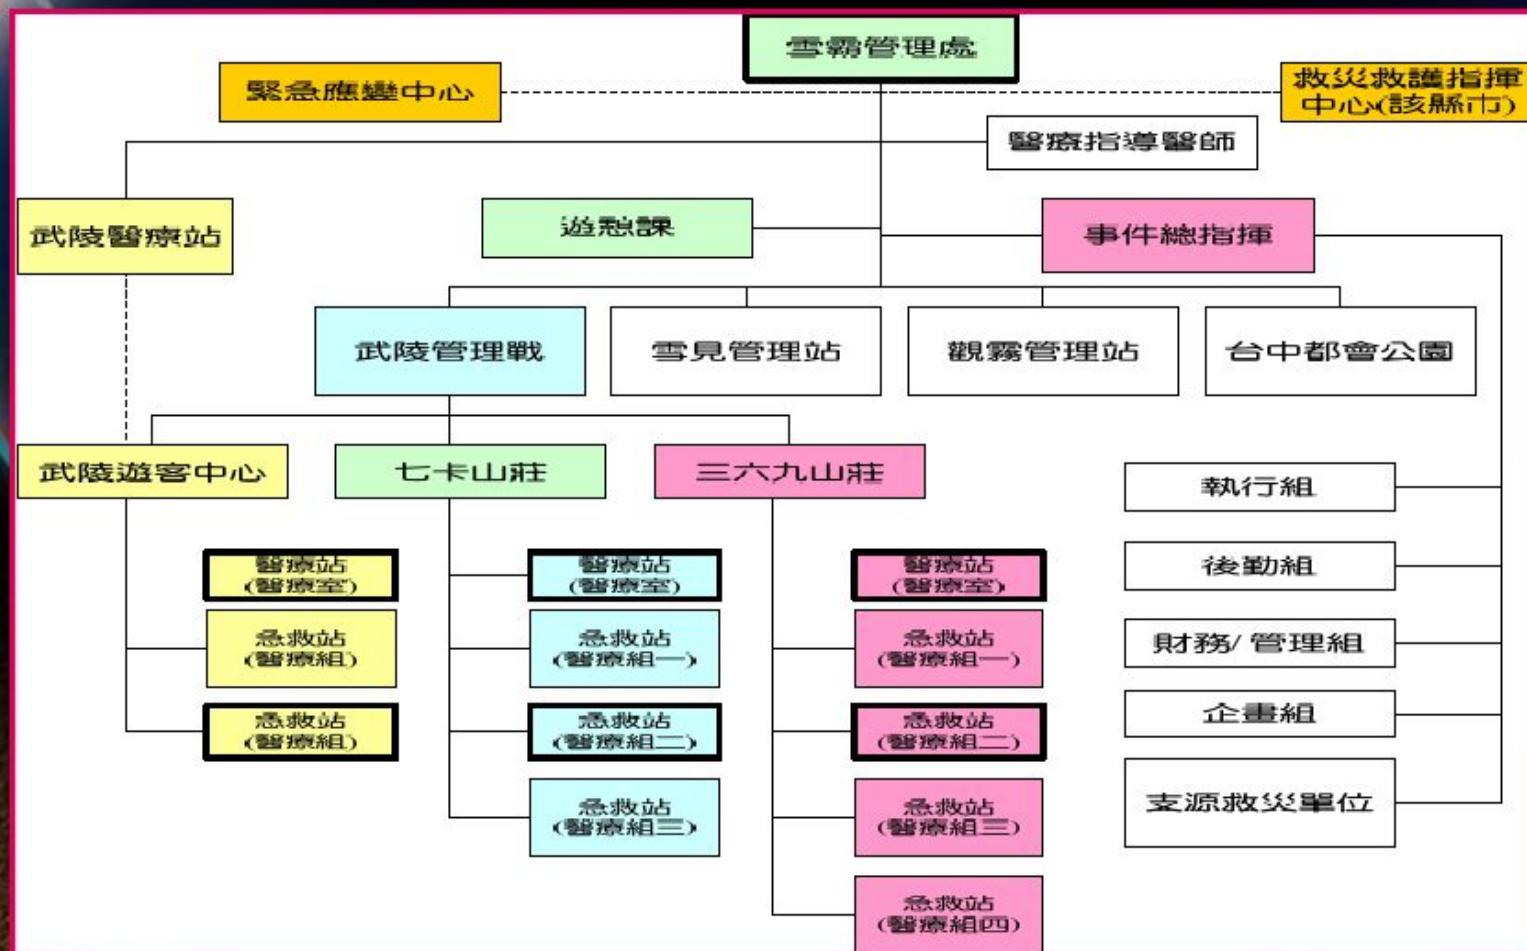 雪霸管理處
緊急應變中心
救災救護指揮
中心(該縣市)
醫療指導醫師
武陵醫療站
遊憩課
事件總指揮
武陵管理戰
雪見管理站
觀霧管理站
台中都會公園
武陵遊客中心
七卡山莊
三六九山莊
醫療站
(醫療室)
急救站
(醫療組)
急救站
(醫療組)
醫療站
(醫療室)
急救站
(醫療組一)
急救站
(醫療組二)
急救站
(醫療組三)
醫療站
(醫療室)
急救站
(醫療組一)
急救站
(醫療組二)
急救站
(醫療組三)
急救站
(醫療組四)
執行組
後勤組
財務/管理組
企畫組
支源救災單位